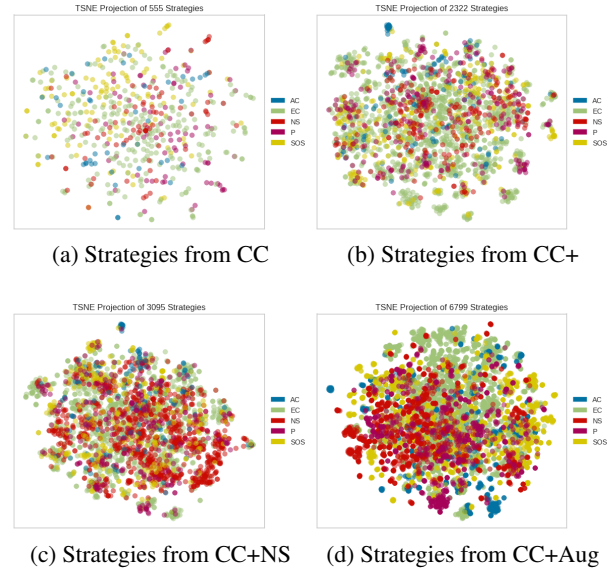 TSNE Projection of 555 Strategies
AC
EC
NS
P
SOS
(a) Strategies from CC
TSNE Projection of 2322 Strategies
AC
EC
NS
P
SOS
(b) Strategies from CC+
TSNE Projection of 3095 Strategies
AC
EC
NS
P
SOS
(c) Strategies from CC+NS
TSNE Projection of 6799 Strategies
AC
EC
NS
P
SOS
(d) Strategies from CC+Aug